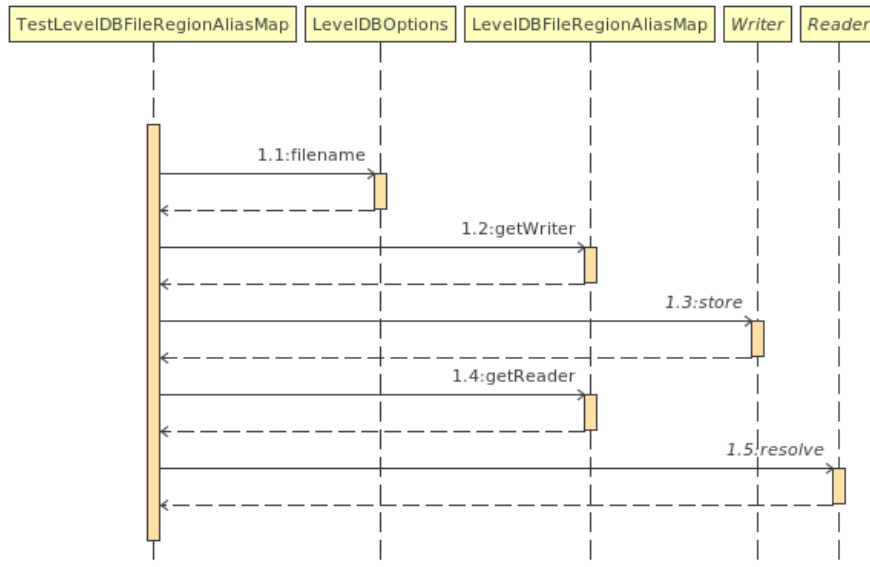 TestLevelDBFileRegionAliasMap
LevelDBOptions
LevelDBFileRegionAliasMap
Writer
Reader
1.1:filename
1.2:getWriter
1.3:store
1.4:getReader
1.5:resolve